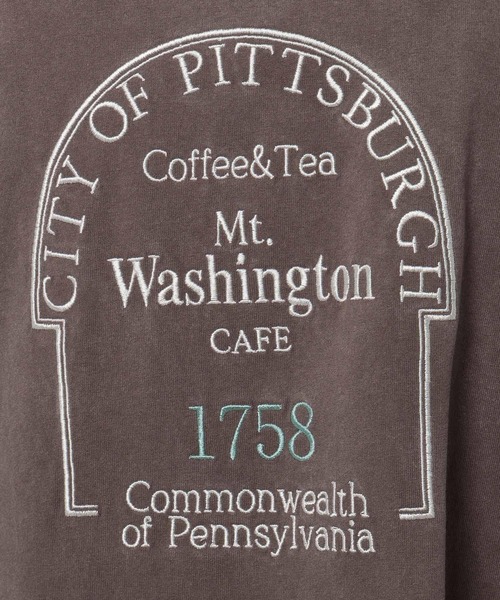 CITY OF PITTSBURGH
Coffee&Tea
Mt.
Washington
CAFE
1758
Commonwealth
of Pennsylvania